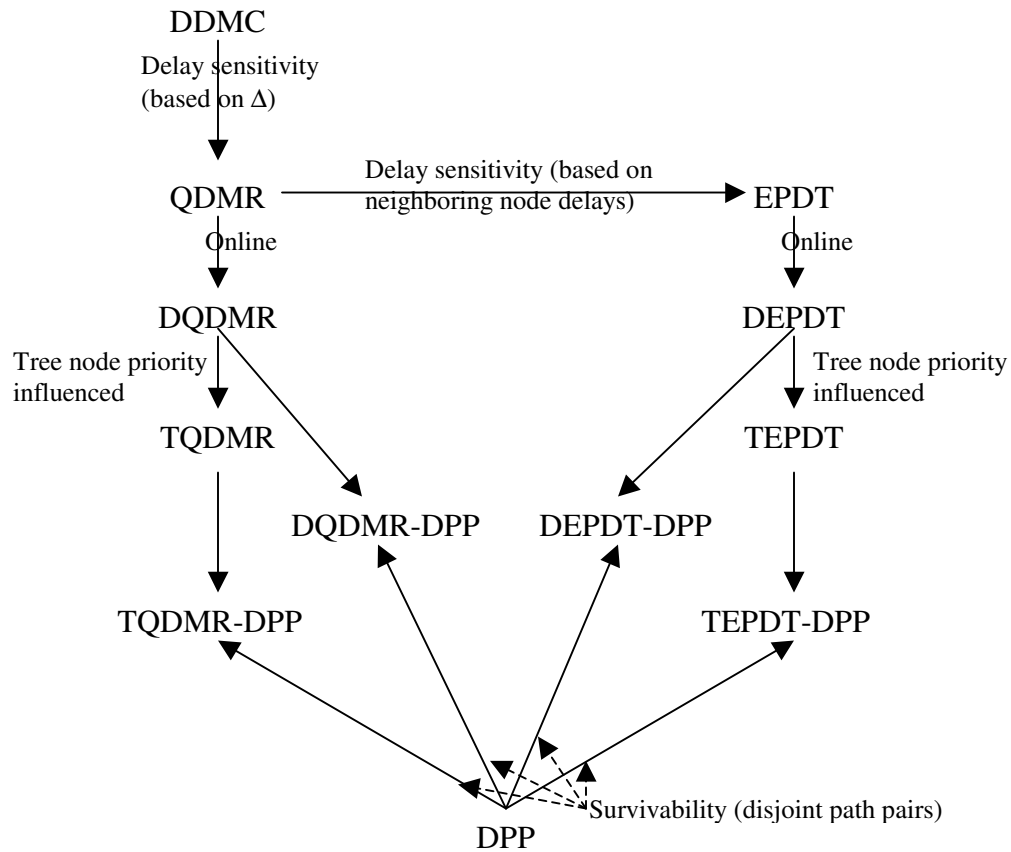 DDMC
Delay sensitivity
(based on Δ)
Delay sensitivity (based on
neighboring node delays)
QDMR
EPDT
Online
Online
DQDMR
DEPDT
Tree node priority
influenced
Tree node priority
influenced
TQDMR
TEPDT
DQDMR-DPP
DEPDT-DPP
TQDMR-DPP
TEPDT-DPP
Survivability (disjoint path pairs)
DPP